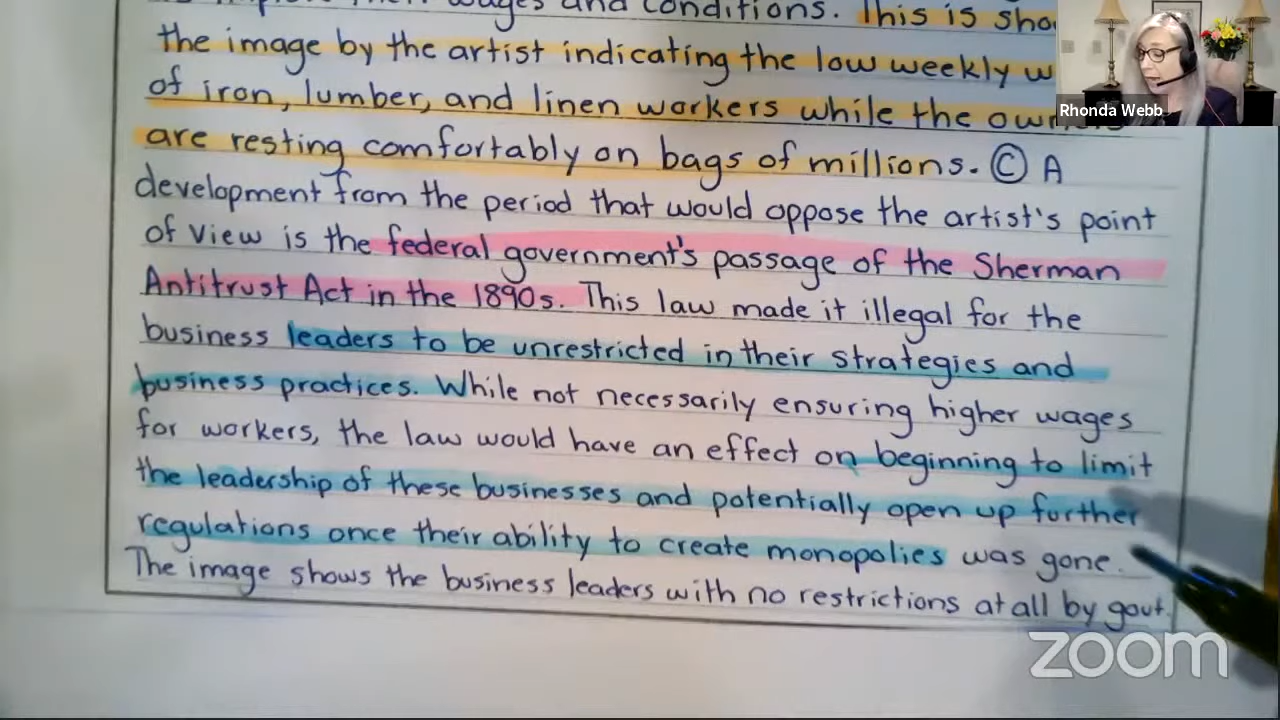 wages and conditions. This is
the image by the artist indicating the low weekly
of iron, lumber, and linen workers while the
are resting comfortably on bags of millions. Ⓒ A
development from the period that would oppose the artist's point
of view is the federal government's passage of the Sherman
Antitrust Act in the 1890s. This law made it illegal for the
business leaders to be unrestricted in their strategies and
business practices. While not necessarily ensuring higher wages
for workers, the law would have an effect on beginning to limit
the leadership of these businesses and potentially open up further
regulations once their ability to create monopolies was gone.
The image shows the business leaders with no restrictions at all by govt.
Rhonda Webb
zoom